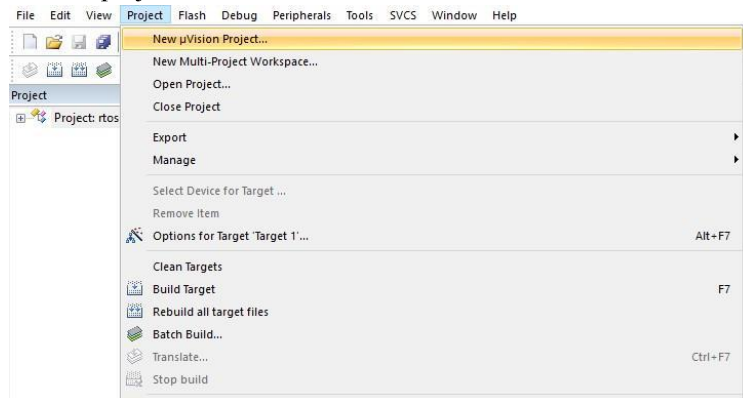 File Edit View Project Flash Debug Peripherals Tools SVCS Window Help
New µVision Project...
New Multi-Project Workspace...
Project
Open Project...
Close Project
Project: rtos
Export
Manage
Select Device for Target ...
Remove Item
Options for Target 'Target 1'... Alt+F7
Clean Targets
Build Target F7
Rebuild all target files
Batch Build...
Translate... Ctrl+F7
Stop build